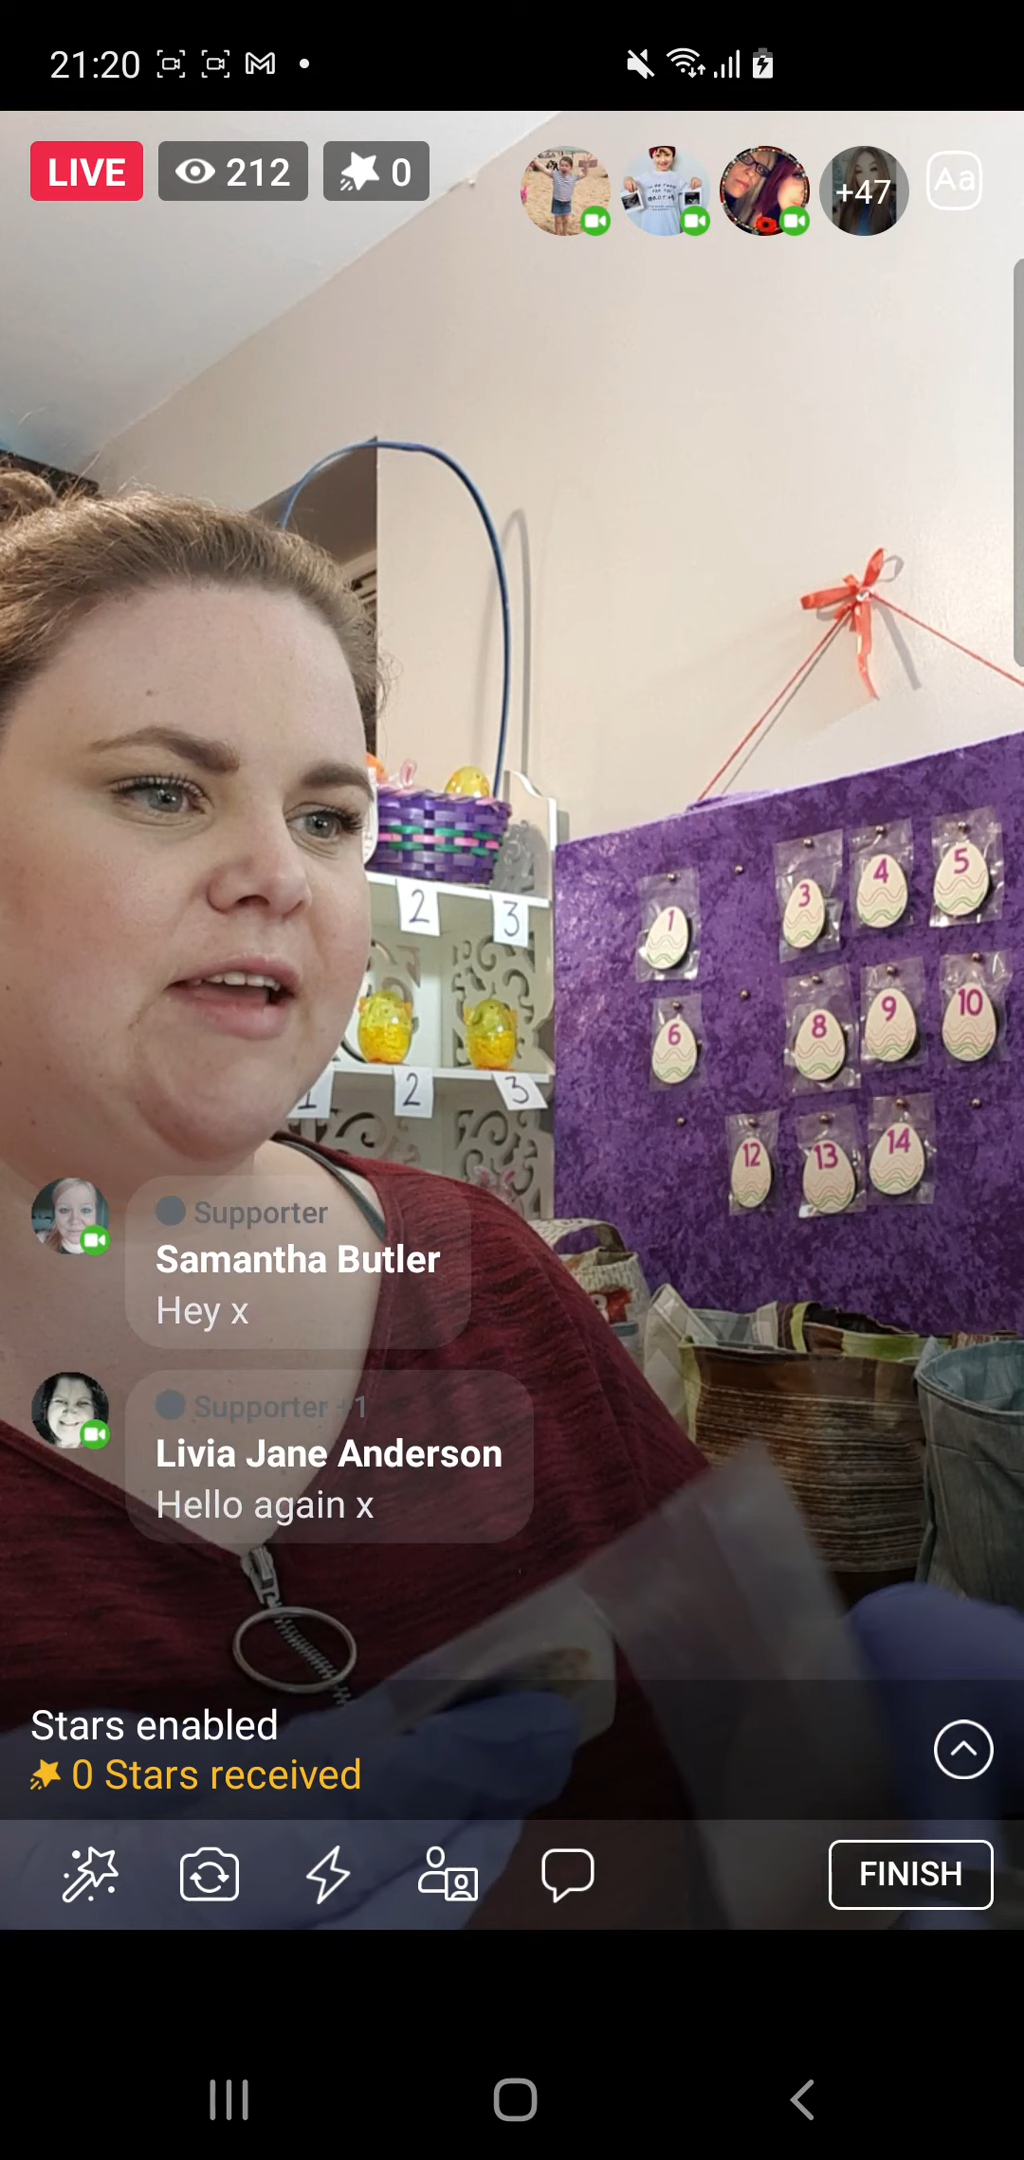 21:20
LIVE
212
0
+47
Aa
5
4
3
1
2
3
10
9
8
6
1
2
3
12
13
14
Supporter
Samantha Butler
Hey x
Supporter +1
Livia Jane Anderson
Hello again x
Stars enabled
0 Stars received
FINISH